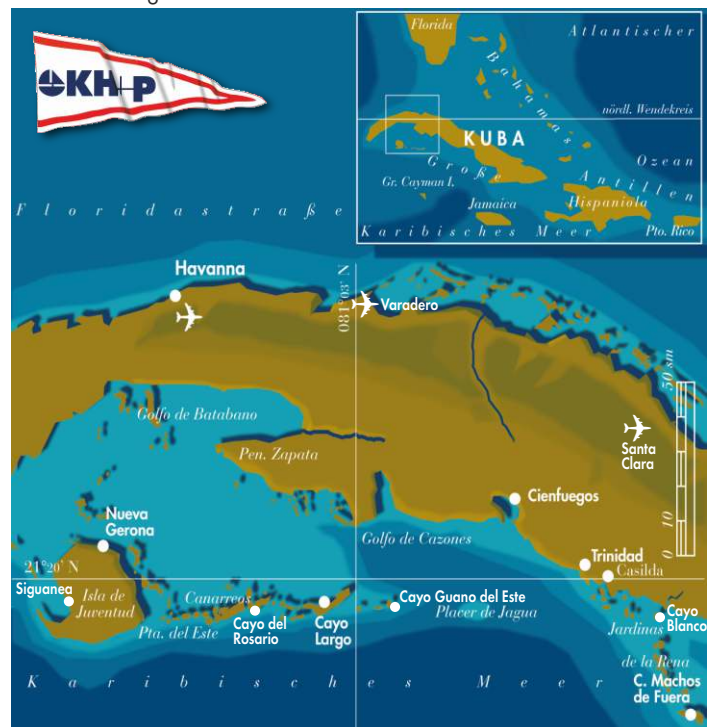 KH+P
Florida
Atlantischer
Bahamas
nördl. Wendekreis
KUBA
Ozean
Große
Antillen
Gr. Cayman I.
Jamaica
Hispaniola
Karibisches Meer
Pto. Rico
Floridastraße
Havanna
081°03' N
Varadero
50 sm
Golfo de Batabano
Pen. Zapata
Santa
Clara
Cienfuegos
Nueva
Gerona
Golfo de Cazones
10
0
21°20' N
Trinidad
Casilda
Siguanea
Isla de
Juventud
Canarreos
Cayo Guano del Este
Placer de Jagua
Pta. del Este
Cayo del
Rosario
Cayo
Largo
Cayo
Blanco
Jardinas
de la Rena
Karibisches Meer
C. Machos
de Fuera